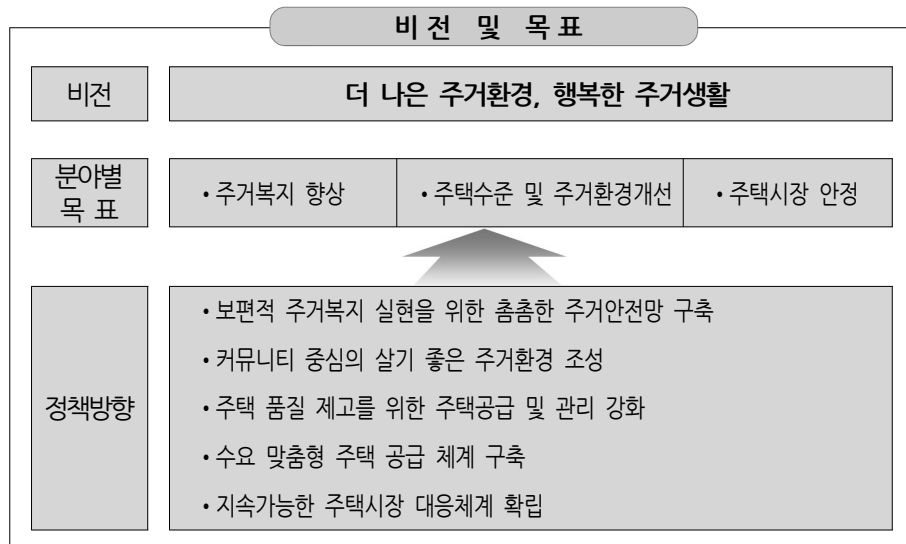 비전 및 목표
비전
더 나은 주거환경, 행복한 주거생활
분야별
목 표
• 주거복지 향상
• 주택수준 및 주거환경개선
• 주택시장 안정
정책방향
• 보편적 주거복지 실현을 위한 촘촘한 주거안전망 구축
• 커뮤니티 중심의 살기 좋은 주거환경 조성
• 주택 품질 제고를 위한 주택공급 및 관리 강화
• 수요 맞춤형 주택 공급 체계 구축
• 지속가능한 주택시장 대응체계 확립